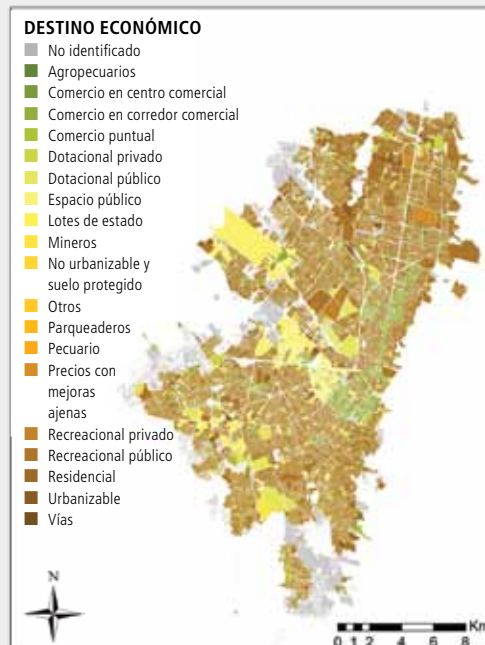 DESTINO ECONÓMICO
No identificado
Agropecuarios
Comercio en centro comercial
Comercio en corredor comercial
Comercio puntual
Dotacional privado
Dotacional público
Espacio público
Lotes de estado
Mineros
No urbanizable y
suelo protegido
Otros
Parqueaderos
Pecuario
Precios con
mejoras
ajenas
Recreacional privado
Recreacional público
Residencial
Urbanizable
Vías
N
Km
0 1 2 4 6 8